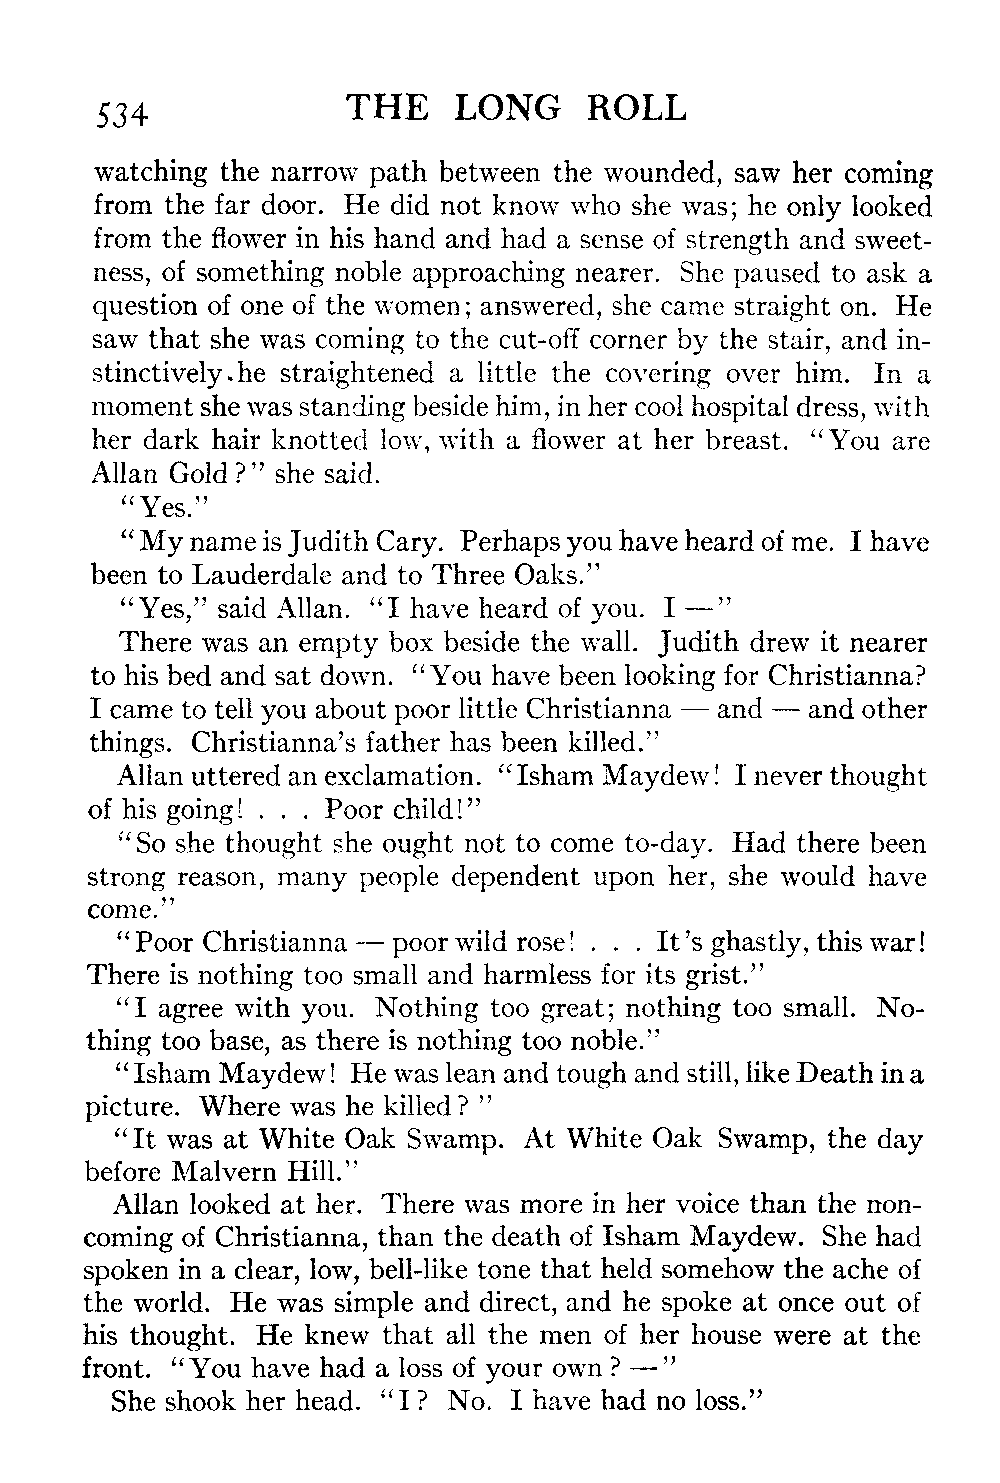 534 THE LONG ROLL
watching the narrow path between the wounded, saw her coming
from the far door. He did not know who she was; he only looked
from the flower in his hand and had a sense of strength and sweet-
ness, of something noble approaching nearer. She paused to ask a
question of one of the women; answered, she came straight on. He
saw that she was coming to the cut-off corner by the stair, and in-
stinctively he straightened a little the covering over him. In a
moment she was standing beside him, in her cool hospital dress, with
her dark hair knotted low, with a flower at her breast. "You are
Allan Gold?" she said.
"Yes."
"My name is Judith Cary. Perhaps you have heard of me. I have
been to Lauderdale and to Three Oaks."
"Yes," said Allan. "I have heard of you. I —"
There was an empty box beside the wall. Judith drew it nearer
to his bed and sat down. "You have been looking for Christianna?
I came to tell you about poor little Christianna — and — and other
things. Christianna's father has been killed."
Allan uttered an exclamation. "Isham Maydew! I never thought
of his going! . . . Poor child!"
"So she thought she ought not to come to-day. Had there been
strong reason, many people dependent upon her, she would have
come."
"Poor Christianna — poor wild rose! . . . It's ghastly, this war!
There is nothing too small and harmless for its grist."
"I agree with you. Nothing too great; nothing too small. No-
thing too base, as there is nothing too noble."
"Isham Maydew! He was lean and tough and still, like Death in a
picture. Where was he killed?"
"It was at White Oak Swamp. At White Oak Swamp, the day
before Malvern Hill."
Allan looked at her. There was more in her voice than the non-
coming of Christianna, than the death of Isham Maydew. She had
spoken in a clear, low, bell-like tone that held somehow the ache of
the world. He was simple and direct, and he spoke at once out of
his thought. He knew that all the men of her house were at the
front. "You have had a loss of your own? —"
She shook her head. "I? No. I have had no loss."